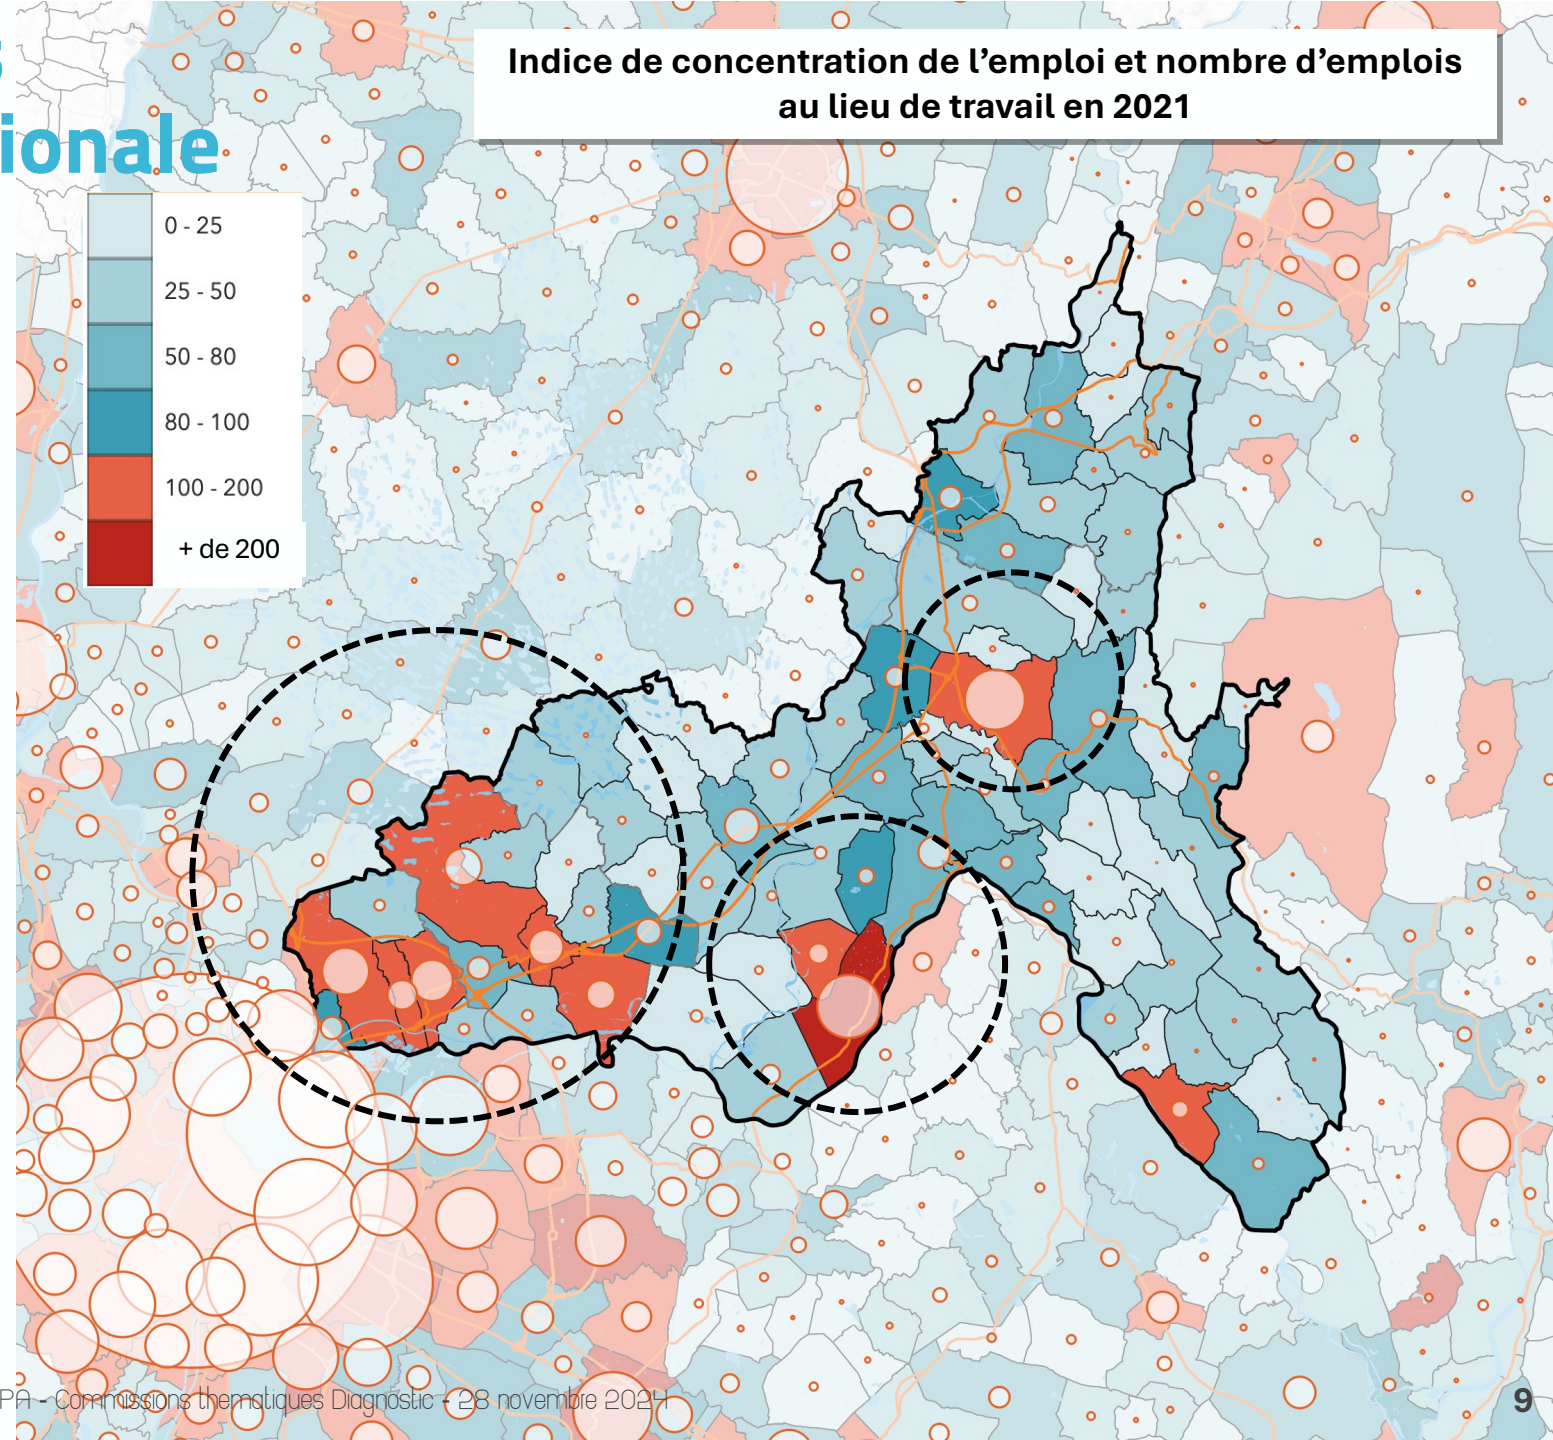 Indice de concentration de l'emploi et nombre d'emplois
au lieu de travail en 2021
ionale
0 - 25
25 - 50
50 - 80
80 - 100
100 - 200
+ de 200
PA - Commissions thematiques Diagnostic - 28 novembre 2024
9